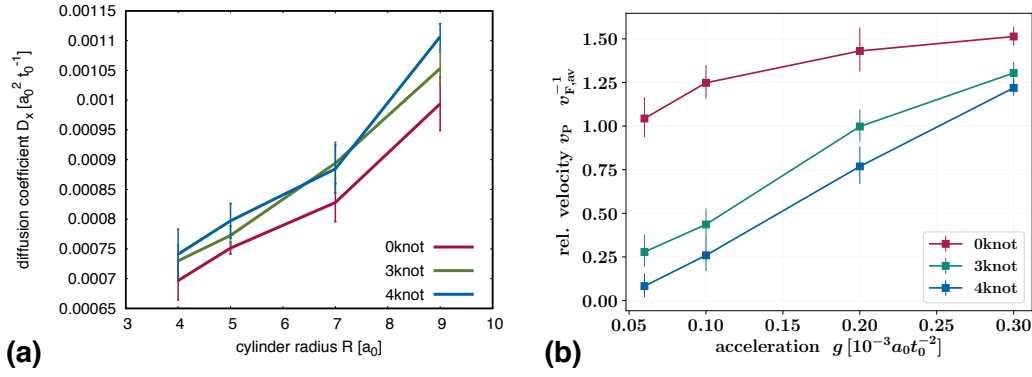 0.00115
0.0011
0.00105
0.001
0.00095
0.0009
0.00085
0.0008
0.00075
0.0007
0.00065
diffusion coefficient Dₓ [a₀² t₀⁻¹]
0knot
3knot
4knot
3 4 5 6 7 8 9 10
cylinder radius R [a₀]
(a)
1.50
1.25
1.00
0.75
0.50
0.25
0.00
rel. velocity v_P v_F,av⁻¹
0knot
3knot
4knot
0.05 0.10 0.15 0.20 0.25 0.30
acceleration g [10⁻³a₀t₀⁻²]
(b)